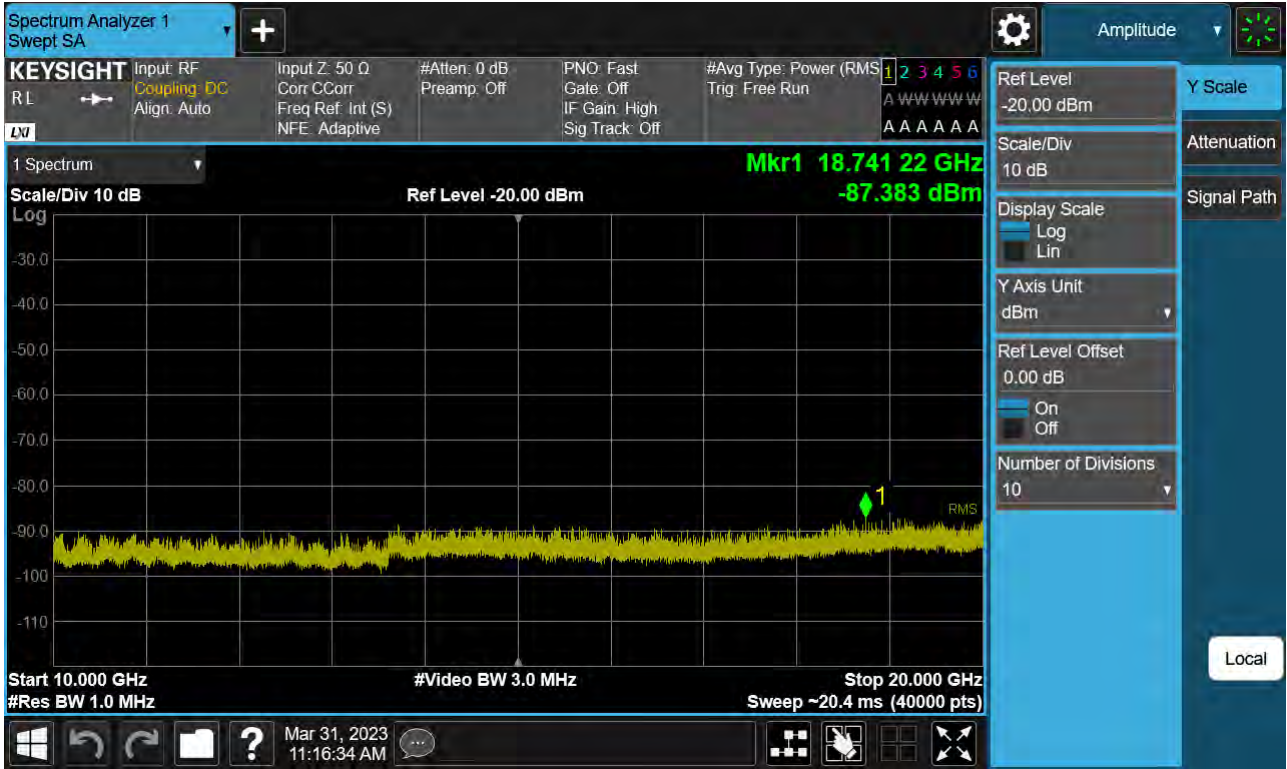 Spectrum Analyzer 1
Swept SA
Amplitude
KEYSIGHT
R L
LXI
Input: RF
Coupling: DC
Align: Auto
Input Z: 50 Ω
Corr CCorr
Freq Ref: Int (S)
NFE: Adaptive
#Atten: 0 dB
Preamp: Off
PNO: Fast
Gate: Off
IF Gain: High
Sig Track: Off
#Avg Type: Power (RMS
Trig: Free Run
1 2 3 4 5 6
A W W W W W
A A A A A A
1 Spectrum
Mkr1 18.741 22 GHz
Scale/Div 10 dB
Ref Level -20.00 dBm
-87.383 dBm
Log
-30.0
-40.0
-50.0
-60.0
-70.0
-80.0
-90.0
-100
-110
1
RMS
Start 10.000 GHz
#Video BW 3.0 MHz
Stop 20.000 GHz
#Res BW 1.0 MHz
Sweep ~20.4 ms (40000 pts)
Ref Level
-20.00 dBm
Scale/Div
10 dB
Display Scale
Log
Lin
Y Axis Unit
dBm
Ref Level Offset
0.00 dB
On
Off
Number of Divisions
10
Y Scale
Attenuation
Signal Path
Local
?
Mar 31, 2023
11:16:34 AM